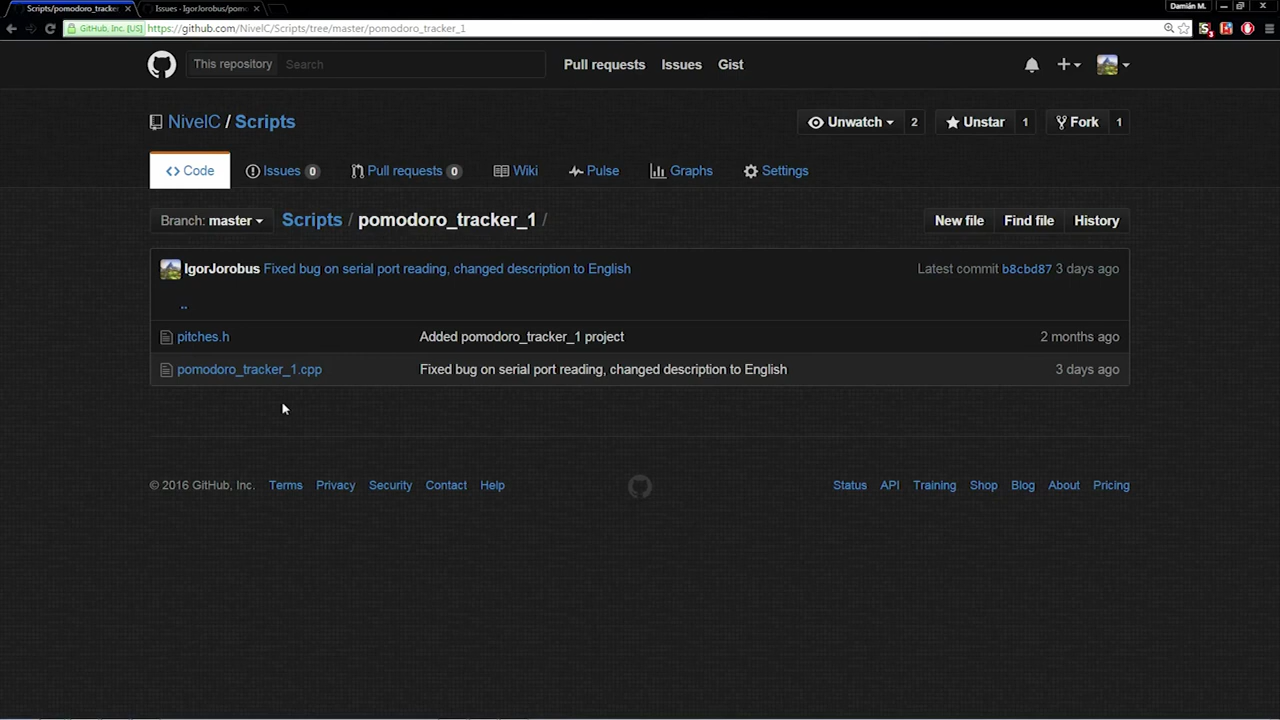 Scripts/pomodoro_tracker
Issues · IgorJorobus/pomo
Damián M.
GitHub, Inc. [US]
https://github.com/NivelC/Scripts/tree/master/pomodoro_tracker_1
This repository Search
Pull requests Issues Gist
NivelC / Scripts
Unwatch 2 Unstar 1 Fork 1
Code Issues 0 Pull requests 0 Wiki Pulse Graphs Settings
Branch: master Scripts / pomodoro_tracker_1 / New file Find file History
IgorJorobus Fixed bug on serial port reading, changed description to English Latest commit b8cbd87 3 days ago
..
pitches.h Added pomodoro_tracker_1 project 2 months ago
pomodoro_tracker_1.cpp Fixed bug on serial port reading, changed description to English 3 days ago
© 2016 GitHub, Inc. Terms Privacy Security Contact Help Status API Training Shop Blog About Pricing